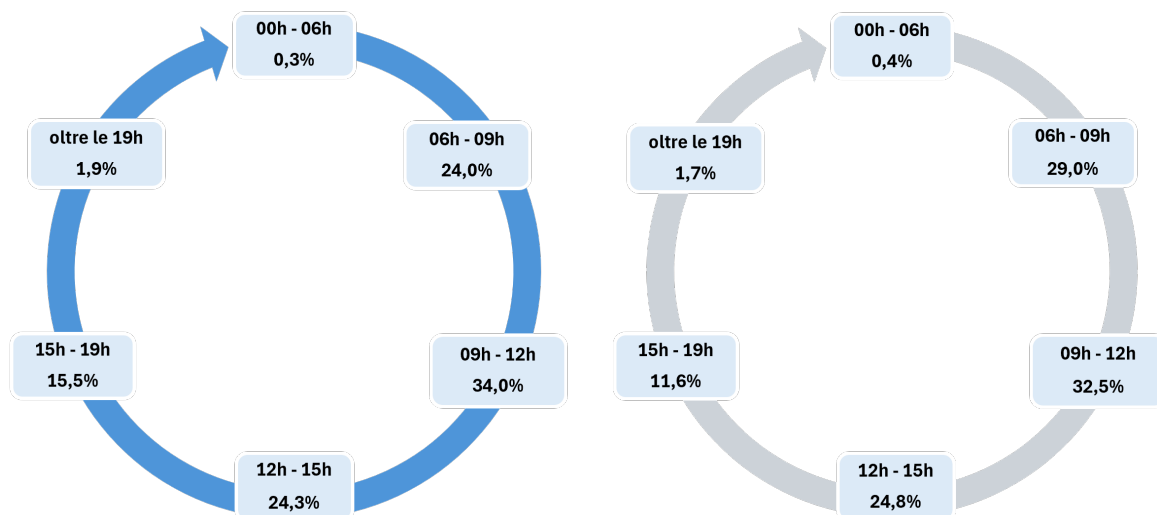 00h - 06h
0,3%
06h - 09h
24,0%
09h - 12h
34,0%
12h - 15h
24,3%
15h - 19h
15,5%
oltre le 19h
1,9%
00h - 06h
0,4%
06h - 09h
29,0%
09h - 12h
32,5%
12h - 15h
24,8%
15h - 19h
11,6%
oltre le 19h
1,7%